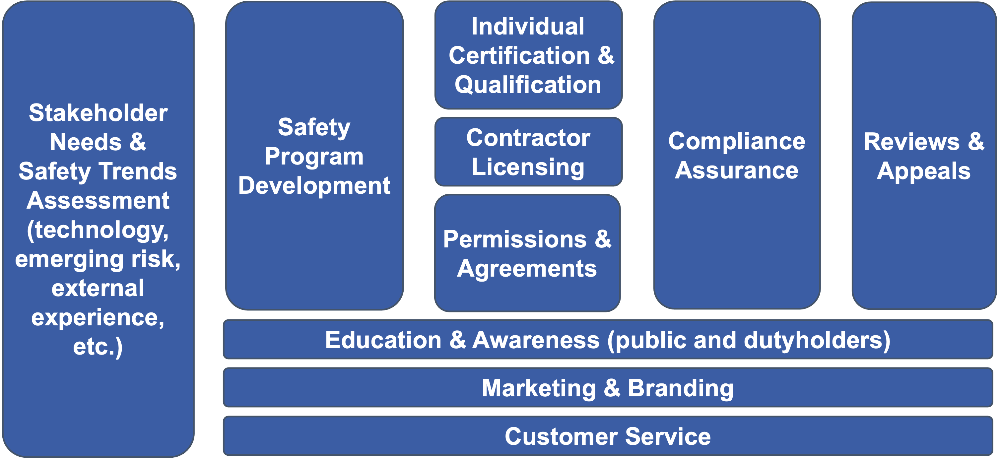 Stakeholder
Needs &
Safety Trends
Assessment
(technology,
emerging risk,
external
experience,
etc.)
Safety
Program
Development
Individual
Certification &
Qualification
Contractor
Licensing
Permissions &
Agreements
Compliance
Assurance
Reviews &
Appeals
Education & Awareness (public and dutyholders)
Marketing & Branding
Customer Service